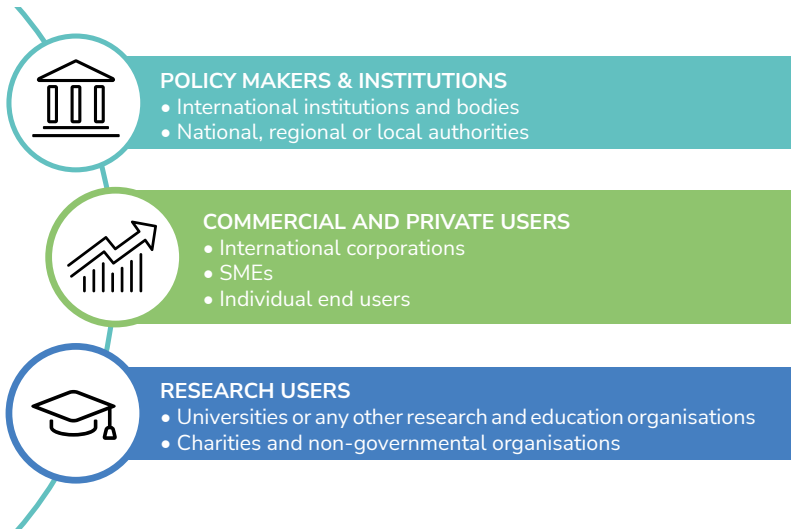 POLICY MAKERS & INSTITUTIONS
• International institutions and bodies
• National, regional or local authorities
COMMERCIAL AND PRIVATE USERS
• International corporations
• SMEs
• Individual end users
RESEARCH USERS
• Universities or any other research and education organisations
• Charities and non-governmental organisations